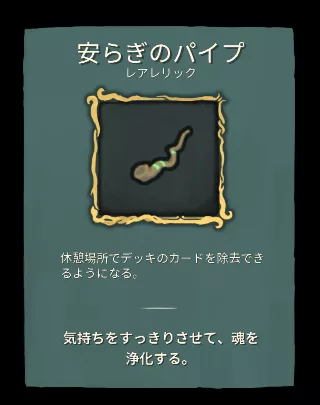 安らぎのパイプ
レアレリック
休憩場所でデッキのカードを除去でき
るようになる。
気持ちをすっきりさせて、魂を
浄化する。